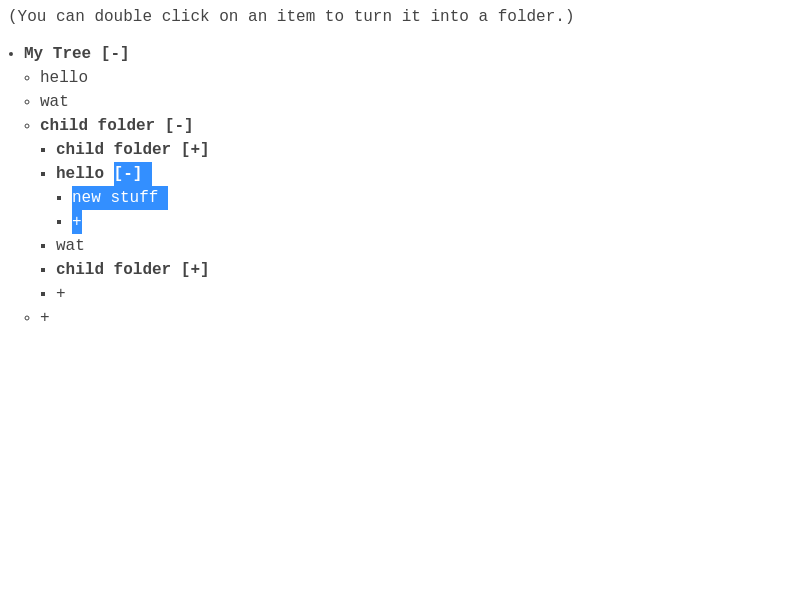 (You can double click on an item to turn it into a folder.)
My Tree [-]
hello
wat
child folder [-]
child folder [+]
hello [-]
new stuff
+
wat
child folder [+]
+
+